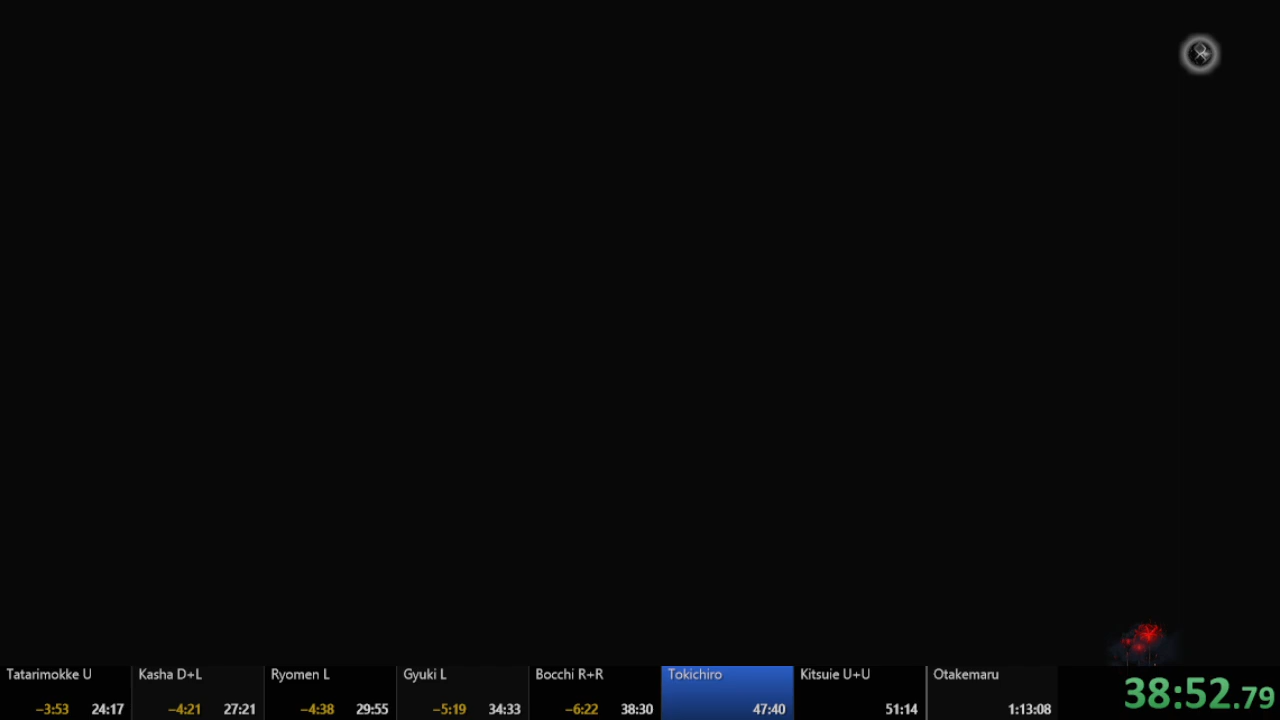 Tatarimokke U
−3:53 24:17
Kasha D+L
−4:21 27:21
Ryomen L
−4:38 29:55
Gyuki L
−5:19 34:33
Bocchi R+R
−6:22 38:30
Tokichiro
47:40
Kitsuie U+U
51:14
Otakemaru
1:13:08
38:52.79